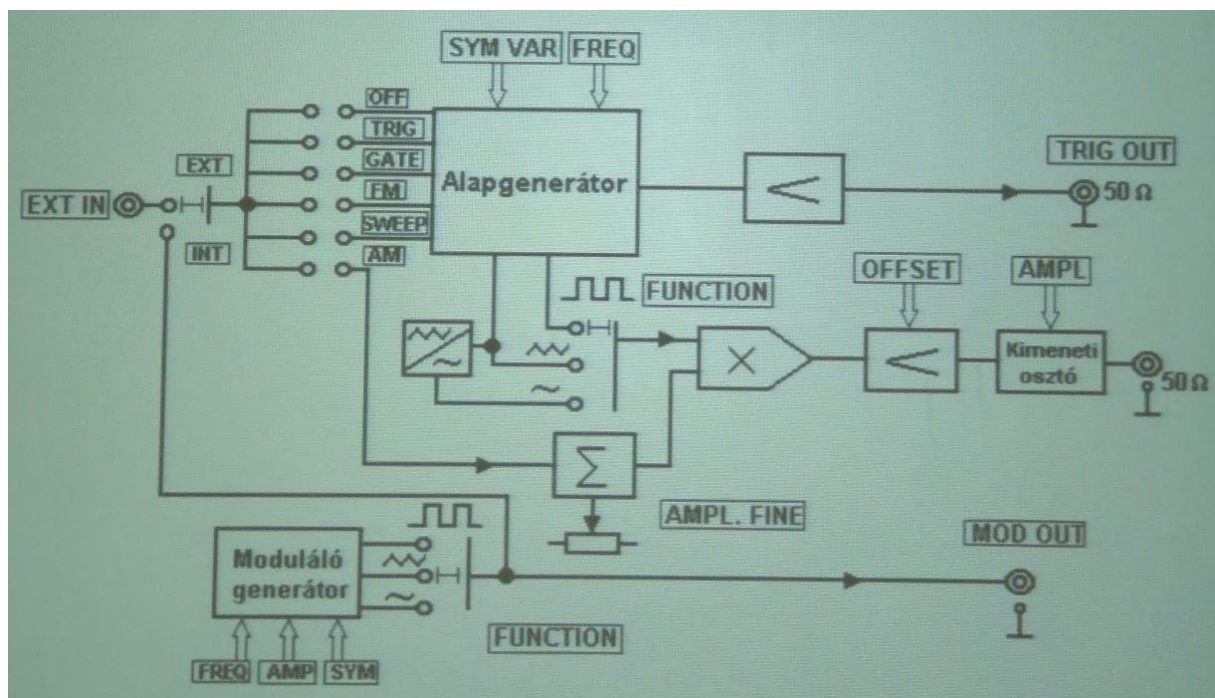 SYM VAR
FREQ
OFF
TRIG
GATE
FM
SWEEP
AM
EXT
EXT IN
INT
Alapgenerátor
TRIG OUT
50 Ω
FUNCTION
OFFSET
AMPL
Kimeneti
osztó
50 Ω
Σ
AMPL. FINE
MOD OUT
Moduláló
generátor
FUNCTION
FREQ
AMP
SYM